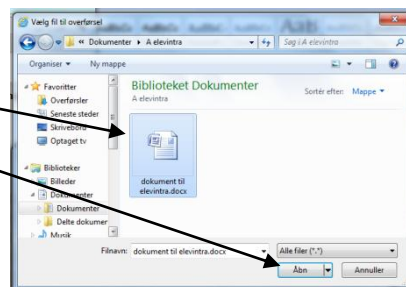 Vælg fil til overførsel
« Dokumenter ▸ A elevintra
Søg i A elevintra
Organiser ▾ Ny mappe
Favoritter
Overførsler
Seneste steder
Skrivebord
Optaget tv
Biblioteker
Billeder
Dokumenter
Dokumenter
Delte dokumer
Musik
Biblioteket Dokumenter
A elevintra
Sortér efter: Mappe ▾
dokument til
elevintra.docx
Filnavn: dokument til elevintra.docx
Alle filer (*.*)
Åbn
Annuller